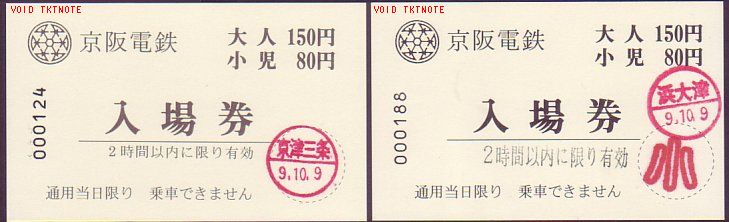 VOID TKTNOTE
京阪電鉄
大人 150円
小児 80円
000124
入場券
2時間以内に限り有効
京津三条
9.10.9
通用当日限り 乗車できません
VOID TKTNOTE
京阪電鉄
大人 150円
小児 80円
000188
入場券
2時間以内に限り有効
浜大津
9.10.9
小
通用当日限り 乗車できません